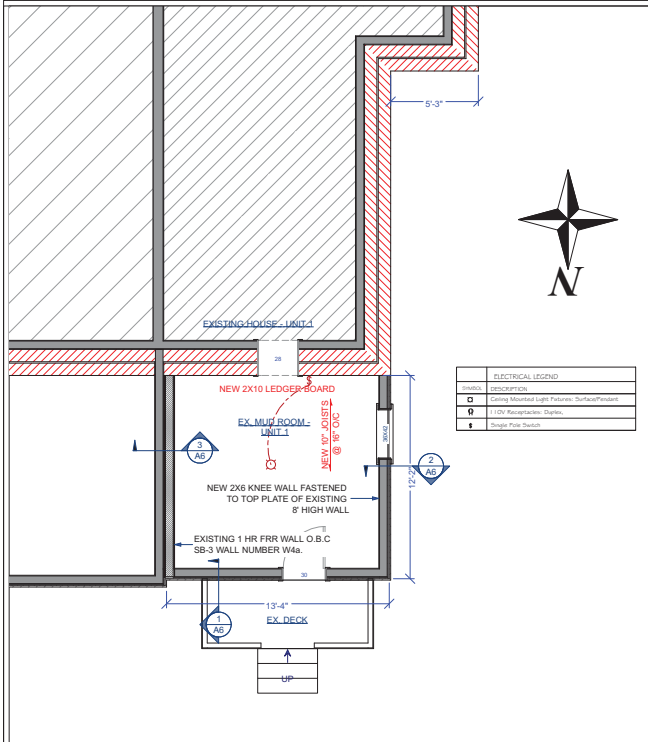 5'-3"
N
EXISTING HOUSE - UNIT 1
28
NEW 2X10 LEDGER BOARD
$
EX. MUD ROOM -
UNIT 1
NEW 10" JOISTS
@ 16" O/C
36X42
12'-2"
3
A6
2
A6
NEW 2X6 KNEE WALL FASTENED
TO TOP PLATE OF EXISTING
8' HIGH WALL
EXISTING 1 HR FRR WALL O.B.C
SB-3 WALL NUMBER W4a.
30
13'-4"
1
A6
EX. DECK
UP
ELECTRICAL LEGEND
SYMBOL DESCRIPTION
Ceiling Mounted Light Fixtures: Surface/Pendant
110V Receptacles: Duplex,
$ Single Pole Switch